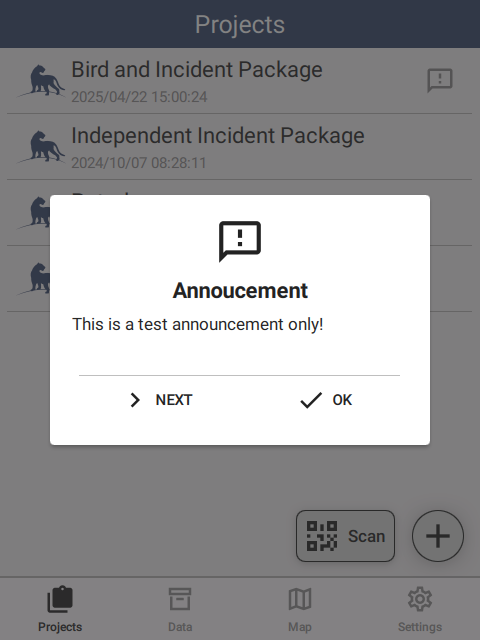 Projects
Bird and Incident Package
2025/04/22 15:00:24
Independent Incident Package
2024/10/07 08:28:11
Annoucement
This is a test announcement only!
NEXT
OK
Scan
Projects
Data
Map
Settings